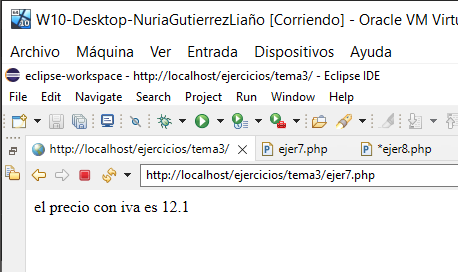 W10-Desktop-NuriaGutierrezLiaño [Corriendo] - Oracle VM Virtu
Archivo Máquina Ver Entrada Dispositivos Ayuda
eclipse-workspace - http://localhost/ejercicios/tema3/ - Eclipse IDE
File Edit Navigate Search Project Run Window Help
http://localhost/ejercicios/tema3/ ejer7.php *ejer8.php
http://localhost/ejercicios/tema3/ejer7.php
el precio con iva es 12.1